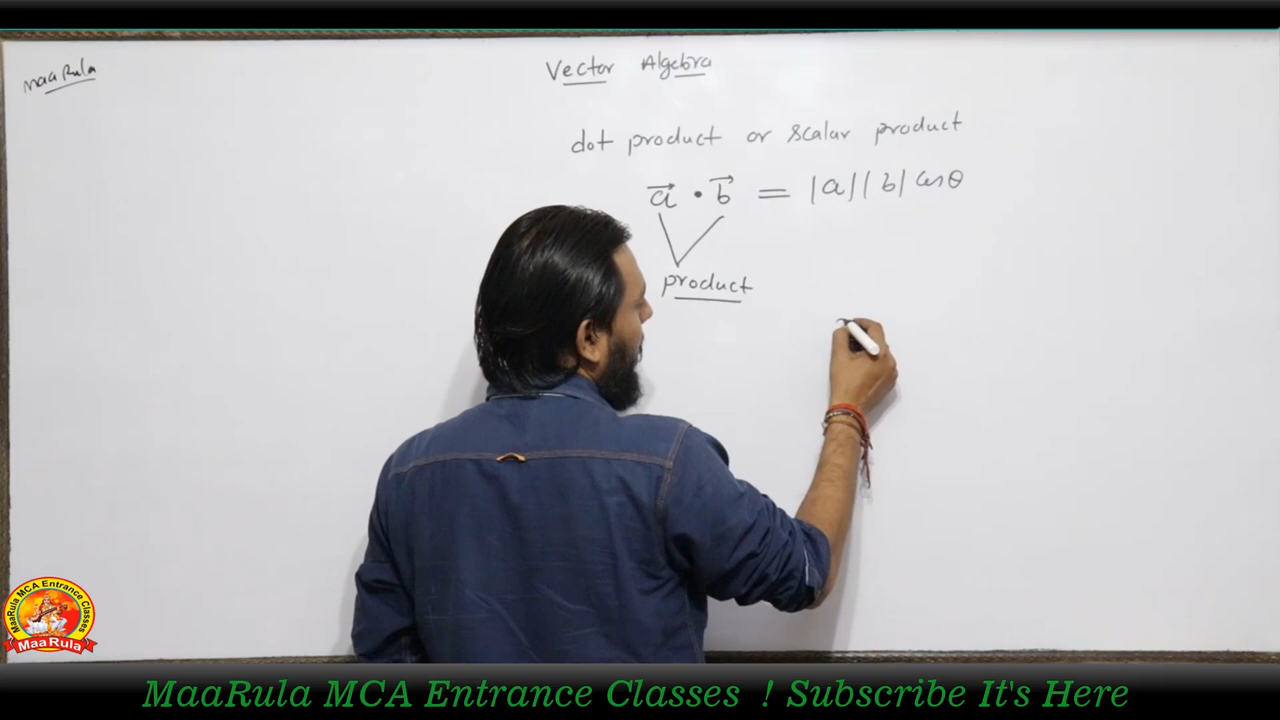 MaaRula
Vector Algebra
dot product or scalar product
a⃗ • b⃗ = |a||b| cosθ
product
MaaRula MCA Entrance Classes
MaaRula
MaaRula MCA Entrance Classes ! Subscribe It's Here